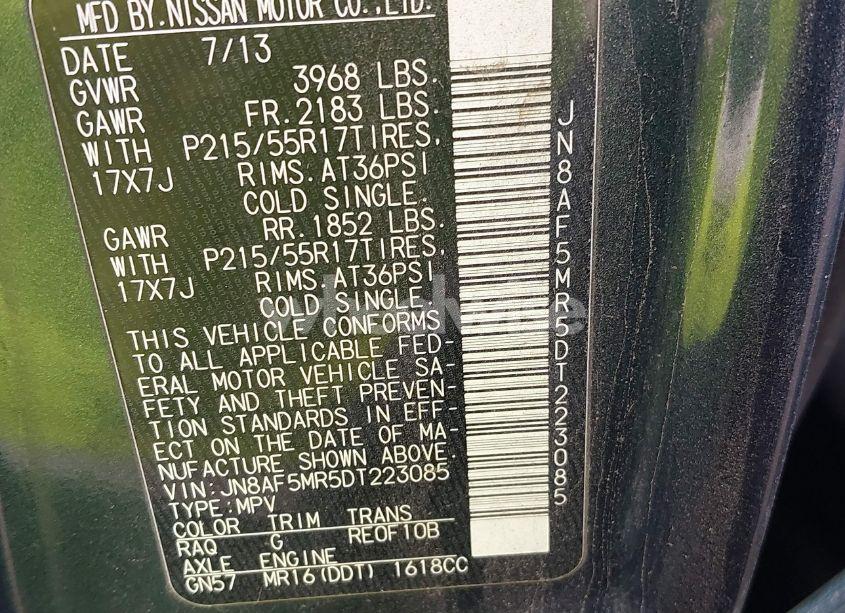 MFD BY.NISSAN MOTOR CO.,LTD.
DATE 7/13
GVWR 3968 LBS.
GAWR FR.2183 LBS.
WITH P215/55R17TIRES,
17X7J RIMS.AT36PSI
COLD SINGLE.
GAWR RR.1852 LBS.
WITH P215/55R17TIRES,
17X7J RIMS.AT36PSI
COLD SINGLE.
THIS VEHICLE CONFORMS
TO ALL APPLICABLE FED-
ERAL MOTOR VEHICLE SA-
FETY AND THEFT PREVEN-
TION STANDARDS IN EFF-
ECT ON THE DATE OF MA-
NUFACTURE SHOWN ABOVE.
VIN:JN8AF5MR5DT223085
TYPE:MPV
COLOR TRIM TRANS
RAQ G REOF10B
AXLE ENGINE
GN57 MR16(DDT) 1618CC
JN8AF5MR5DT223085